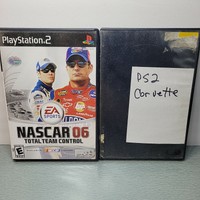 PlayStation 2
EA
SPORTS
NASCAR 06
TOTAL TEAM CONTROL
E
PS2
Corvette